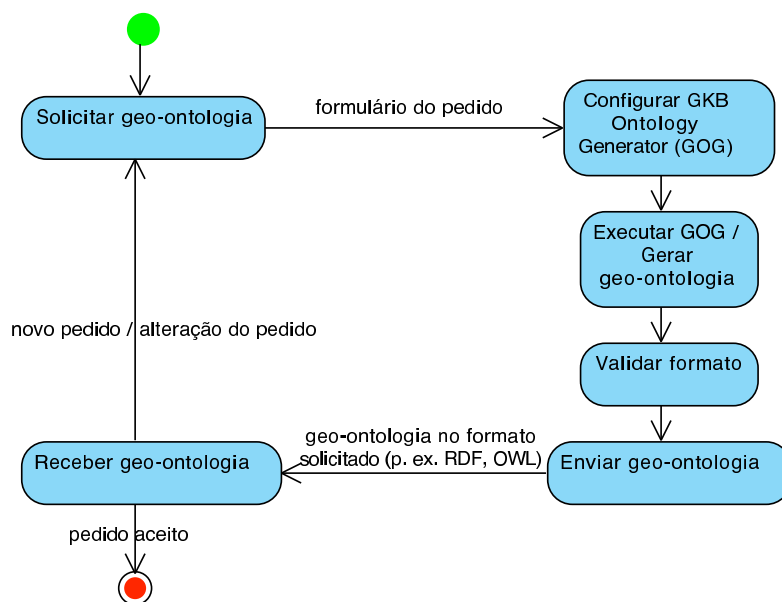 Solicitar geo-ontologia
formulário do pedido
Configurar GKB
Ontology
Generator (GOG)
Executar GOG /
Gerar
geo-ontologia
Validar formato
Enviar geo-ontologia
geo-ontologia no formato
solicitado (p. ex. RDF, OWL)
Receber geo-ontologia
novo pedido / alteração do pedido
pedido aceito